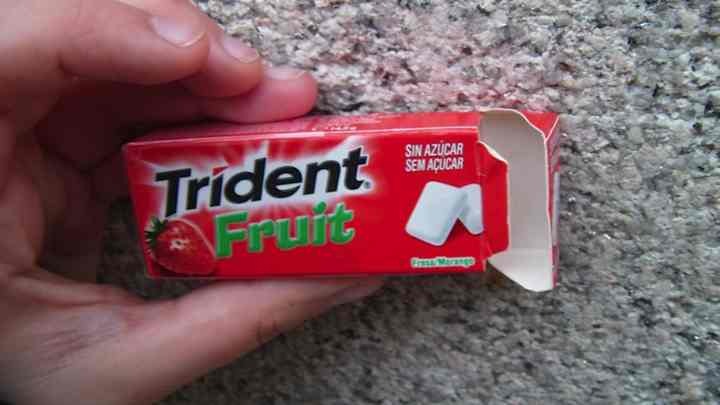 Trident
Fruit
SIN AZÚCAR
SEM AÇÚCAR
Fresa/Morango